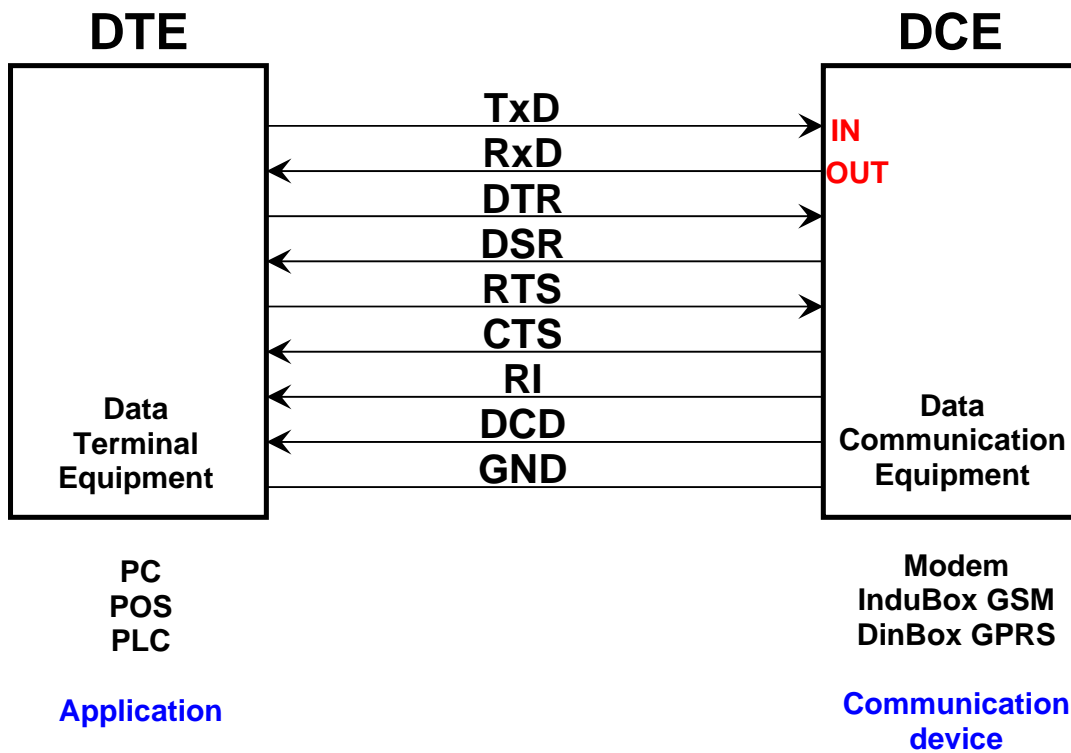 DTE
DCE
TxD
IN
RxD
OUT
DTR
DSR
RTS
CTS
RI
DCD
GND
Data
Terminal
Equipment
Data
Communication
Equipment
PC
POS
PLC
Modem
InduBox GSM
DinBox GPRS
Application
Communication
device